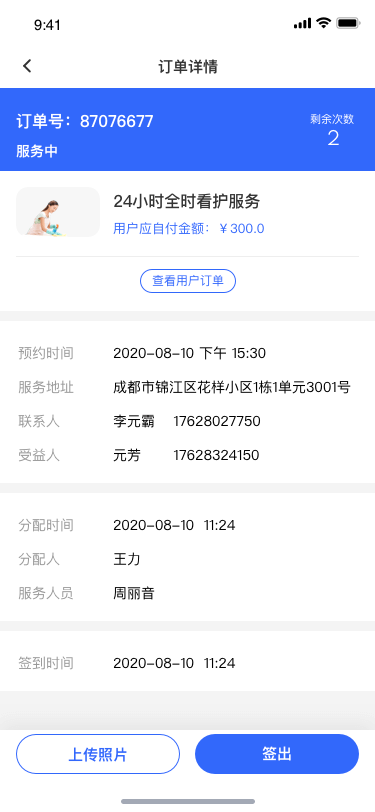 9:41
订单详情
订单号：87076677
剩余次数
服务中
2
24小时全时看护服务
用户应自付金额：￥300.0
查看用户订单
预约时间 2020-08-10 下午 15:30
服务地址 成都市锦江区花样小区1栋1单元3001号
联系人 李元霸 17628027750
受益人 元芳 17628324150
分配时间 2020-08-10 11:24
分配人 王力
服务人员 周丽音
签到时间 2020-08-10 11:24
上传照片 签出